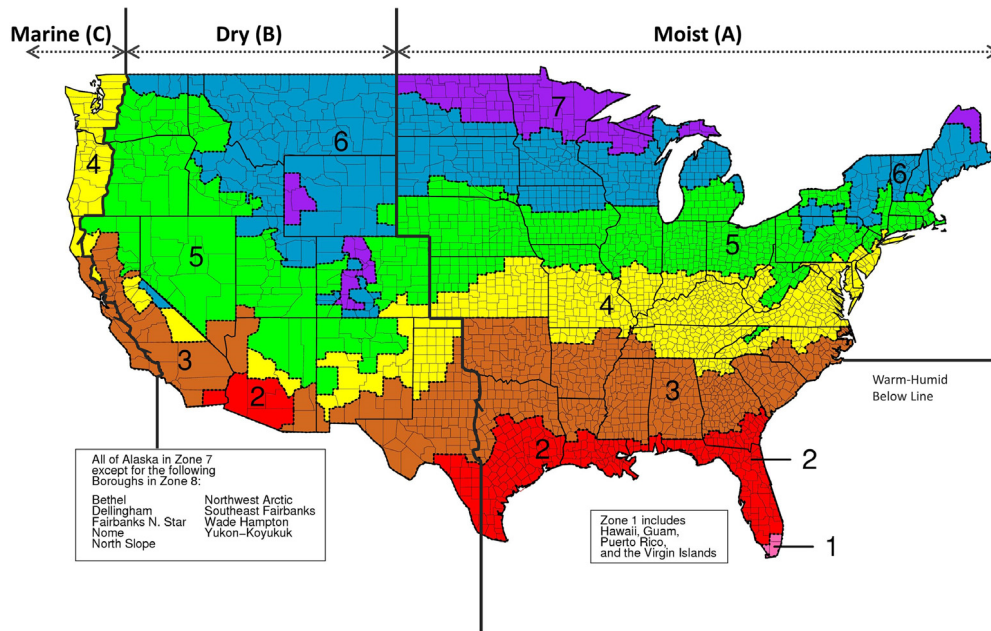 Marine (C)
Dry (B)
Moist (A)
7
6
4
6
5
5
4
3
3
2
2
2
1
Warm-Humid
Below Line
All of Alaska in Zone 7
except for the following
Boroughs in Zone 8:
Bethel
Dellingham
Fairbanks N. Star
Nome
North Slope
Northwest Arctic
Southeast Fairbanks
Wade Hampton
Yukon-Koyukuk
Zone 1 includes
Hawaii, Guam,
Puerto Rico,
and the Virgin Islands